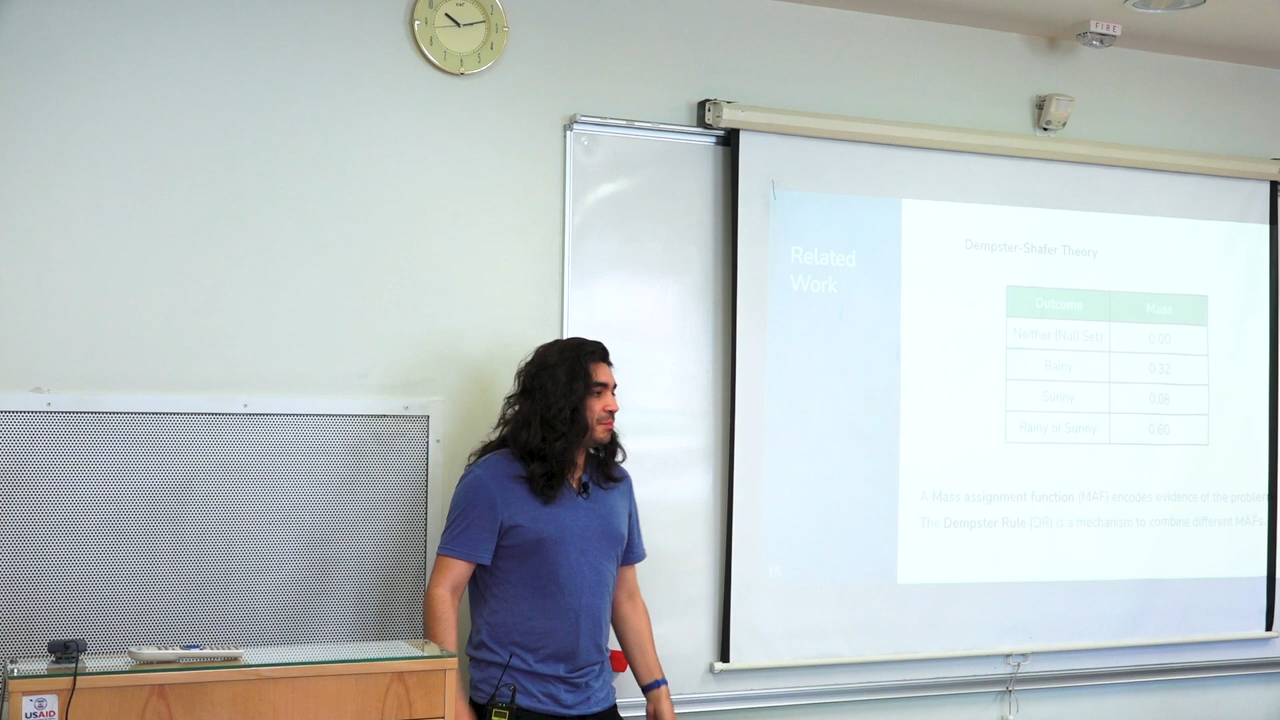 FIRE
Related
Work
Dempster-Shafer Theory
Outcome Mass
Neither (Null Set) 0.00
Rainy 0.32
Sunny 0.08
Rainy or Sunny 0.60
A Mass assignment function (MAF) encodes evidence of the problem
The Dempster Rule (DR) is a mechanism to combine different MAFs.
USAID